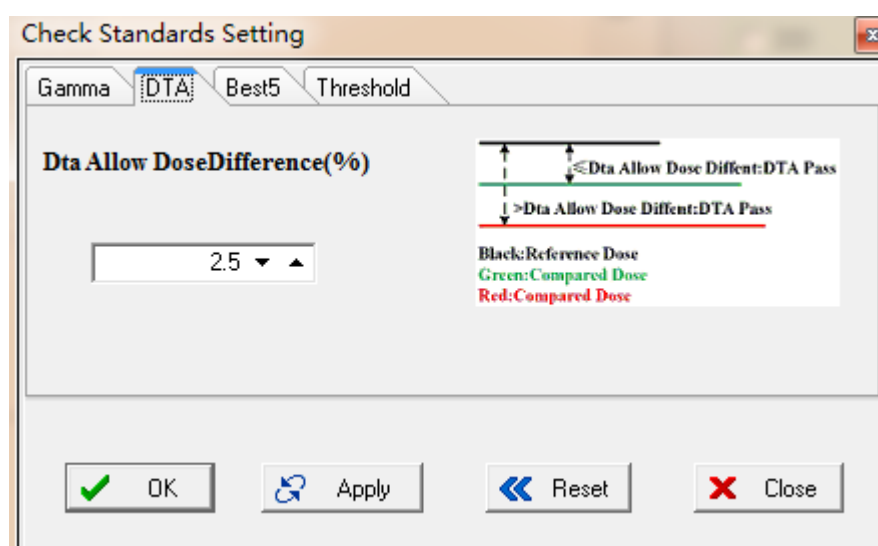 Check Standards Setting
Gamma DTA Best5 Threshold
Dta Allow DoseDifference(%)
2.5
≤Dta Allow Dose Diffent:DTA Pass
>Dta Allow Dose Diffent:DTA Pass
Black:Reference Dose
Green:Compared Dose
Red:Compared Dose
OK Apply Reset Close